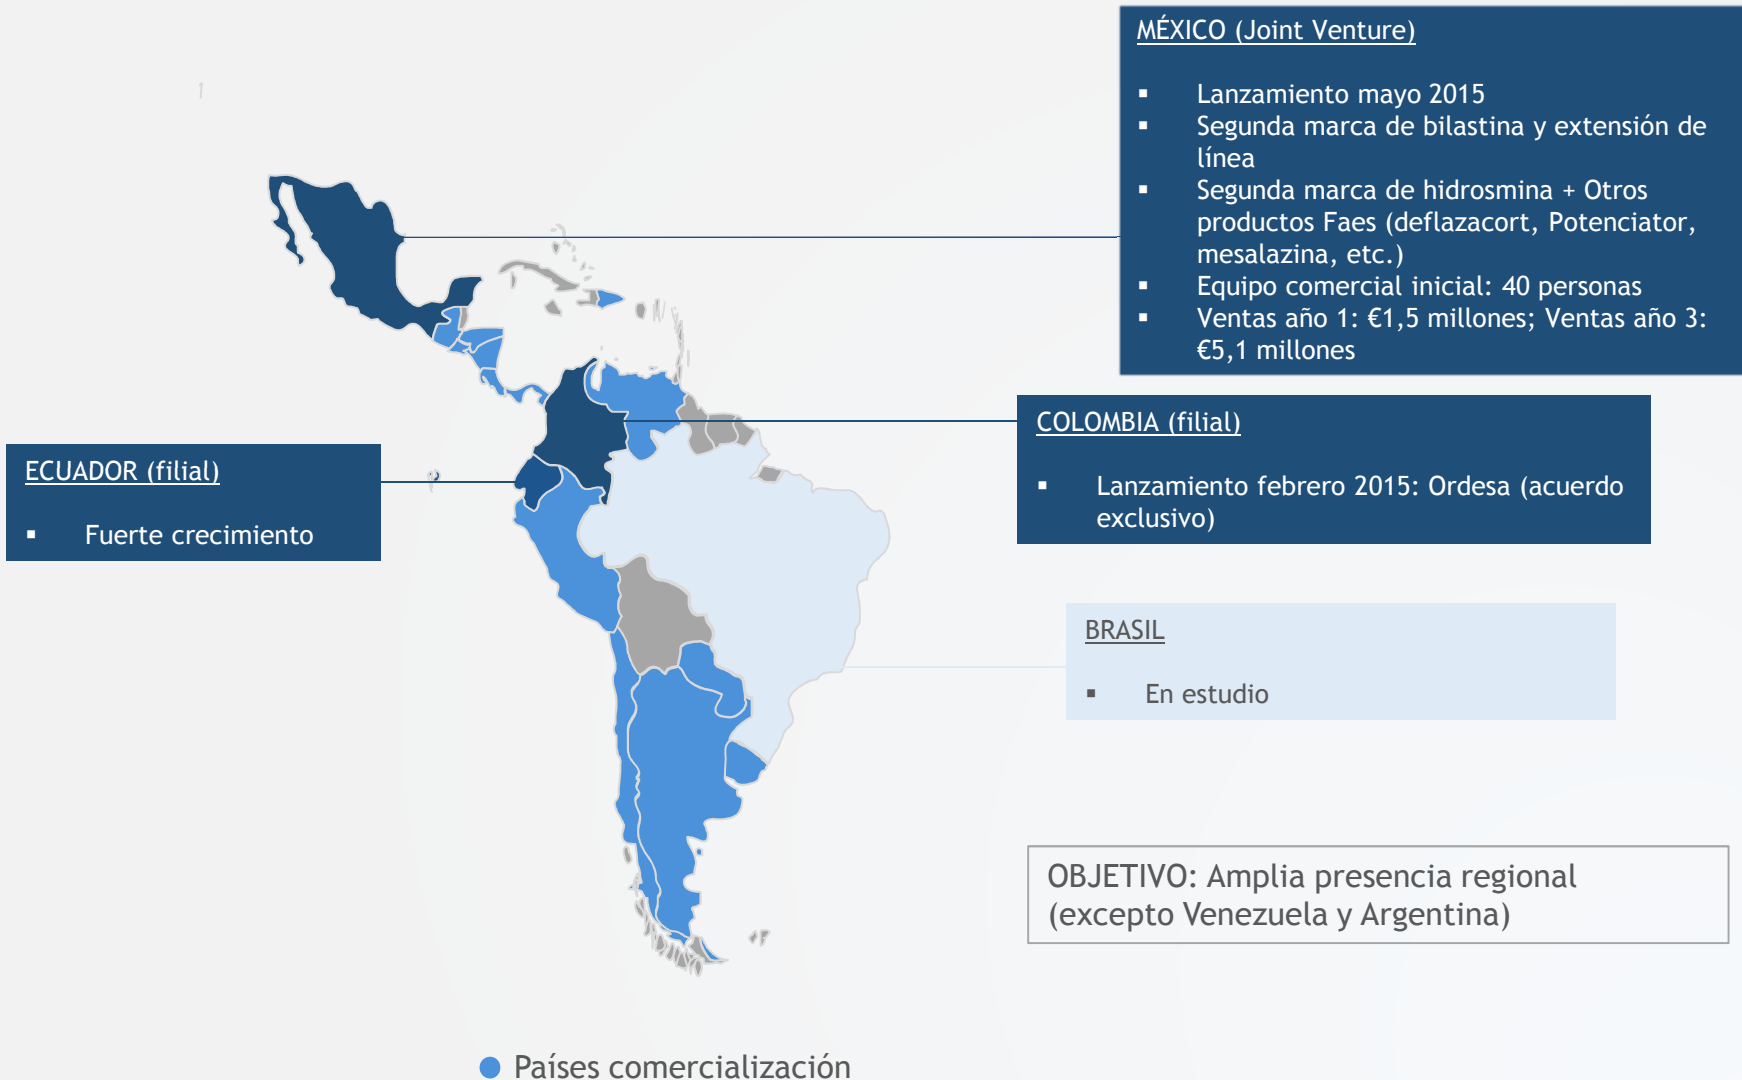 MÉXICO (Joint Venture)
▪ Lanzamiento mayo 2015
▪ Segunda marca de bilastina y extensión de
línea
▪ Segunda marca de hidrosmina + Otros
productos Faes (deflazacort, Potenciator,
mesalazina, etc.)
▪ Equipo comercial inicial: 40 personas
▪ Ventas año 1: €1,5 millones; Ventas año 3:
€5,1 millones
COLOMBIA (filial)
▪ Lanzamiento febrero 2015: Ordesa (acuerdo
exclusivo)
ECUADOR (filial)
▪ Fuerte crecimiento
BRASIL
▪ En estudio
OBJETIVO: Amplia presencia regional
(excepto Venezuela y Argentina)
Países comercialización